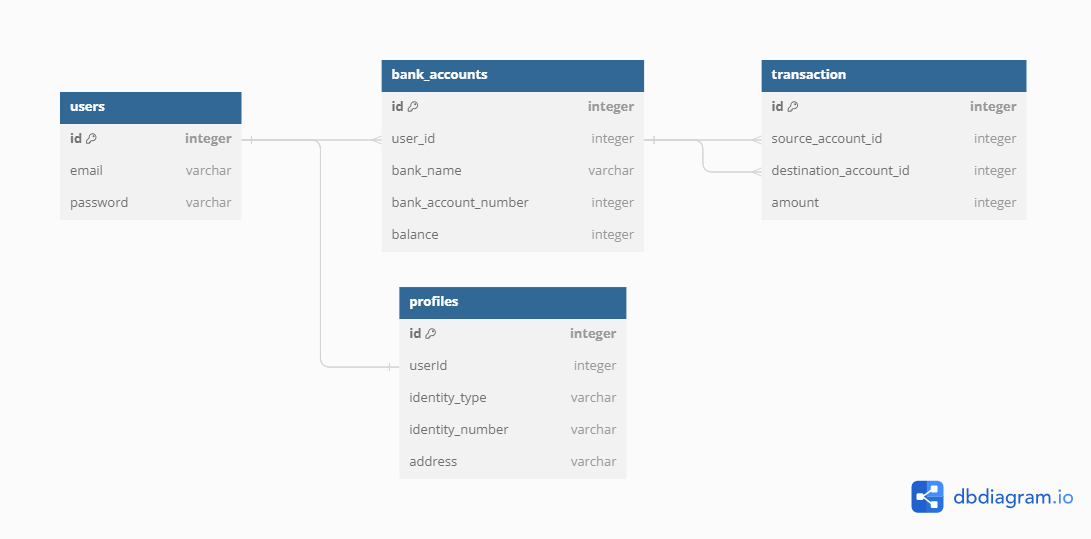 users
id integer
email varchar
password varchar
bank_accounts
id integer
user_id integer
bank_name varchar
bank_account_number integer
balance integer
transaction
id integer
source_account_id integer
destination_account_id integer
amount integer
profiles
id integer
userId integer
identity_type varchar
identity_number varchar
address varchar
dbdiagram.io